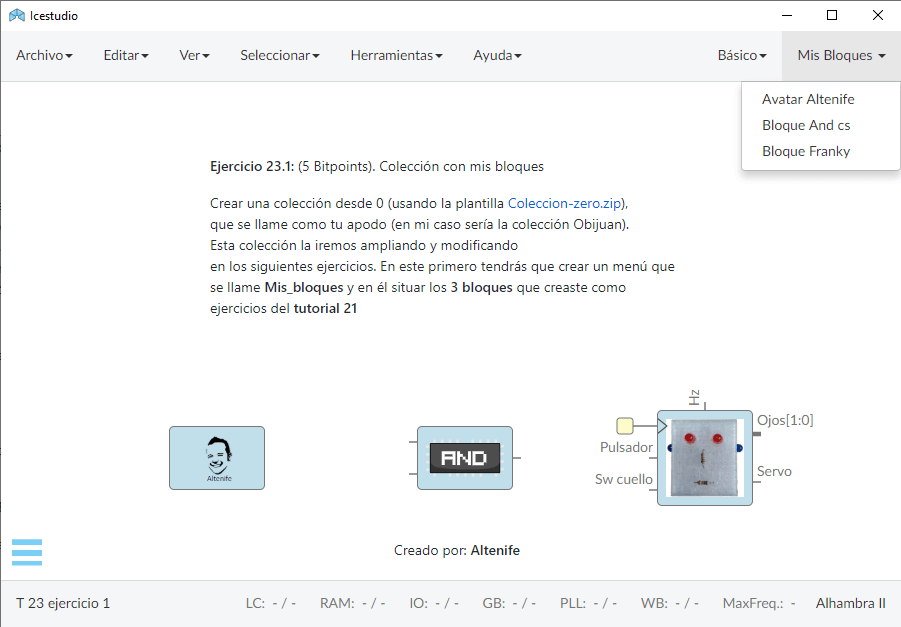 Icestudio
Archivo Editar Ver Seleccionar Herramientas Ayuda Básico Mis Bloques
Avatar Altenife
Bloque And cs
Bloque Franky
Ejercicio 23.1: (5 Bitpoints). Colección con mis bloques
Crear una colección desde 0 (usando la plantilla Coleccion-zero.zip),
que se llame como tu apodo (en mi caso sería la colección Obijuan).
Esta colección la iremos ampliando y modificando
en los siguientes ejercicios. En este primero tendrás que crear un menú que
se llame Mis_bloques y en él situar los 3 bloques que creaste como
ejercicios del tutorial 21
Altenife
AND
Hz
Ojos[1:0]
Pulsador
Servo
Sw cuello
Creado por: Altenife
T 23 ejercicio 1 LC: - / - RAM: - / - IO: - / - GB: - / - PLL: - / - WB: - / - MaxFreq.: - Alhambra II